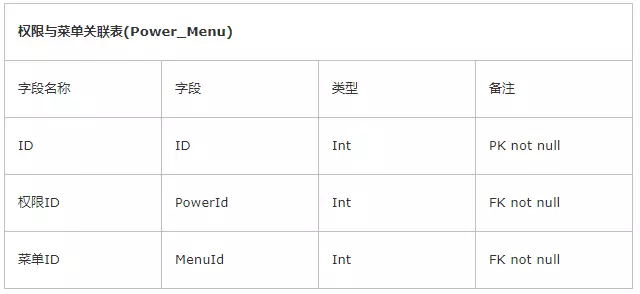 权限与菜单关联表(Power_Menu)
字段名称 字段 类型 备注
ID ID Int PK not null
权限ID PowerId Int FK not null
菜单ID MenuId Int FK not null